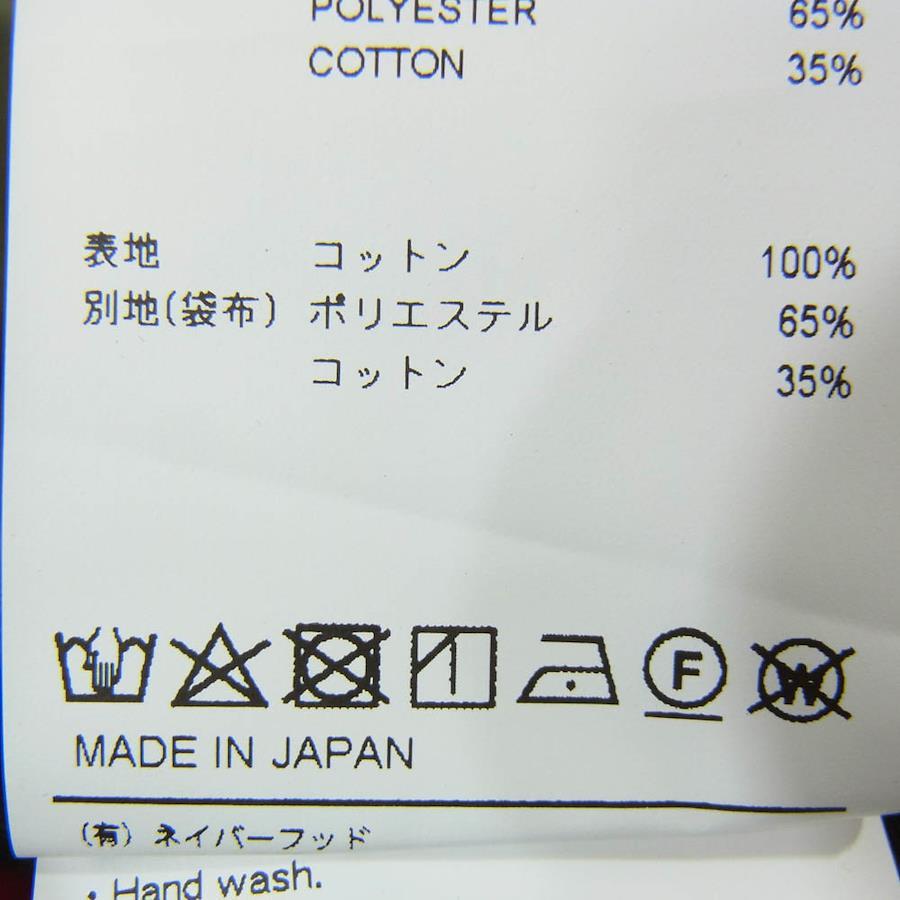 POLYESTER 65%
COTTON 35%
表地 コットン 100%
別地(袋布) ポリエステル 65%
コットン 35%
F W
MADE IN JAPAN
(有) ネイバーフッド
・Hand wash.